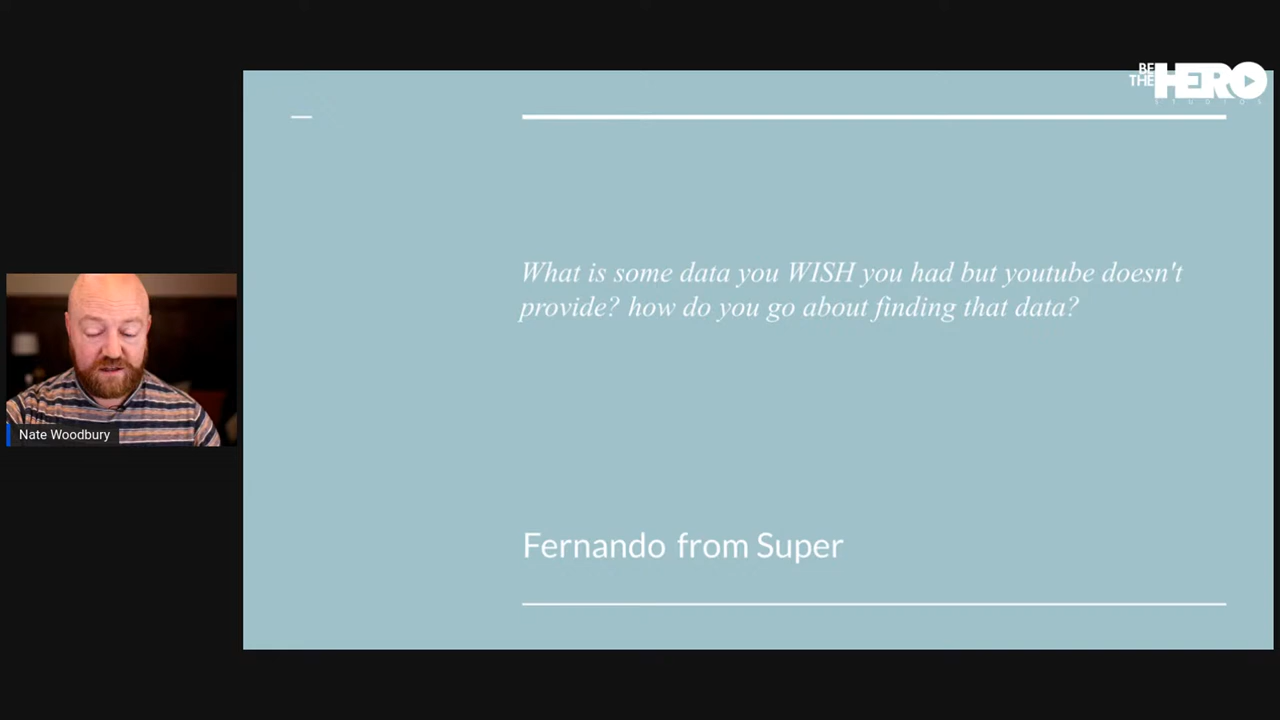 BE
THE HERO
STUDIOS
What is some data you WISH you had but youtube doesn't
provide? how do you go about finding that data?
Nate Woodbury
Fernando from Super